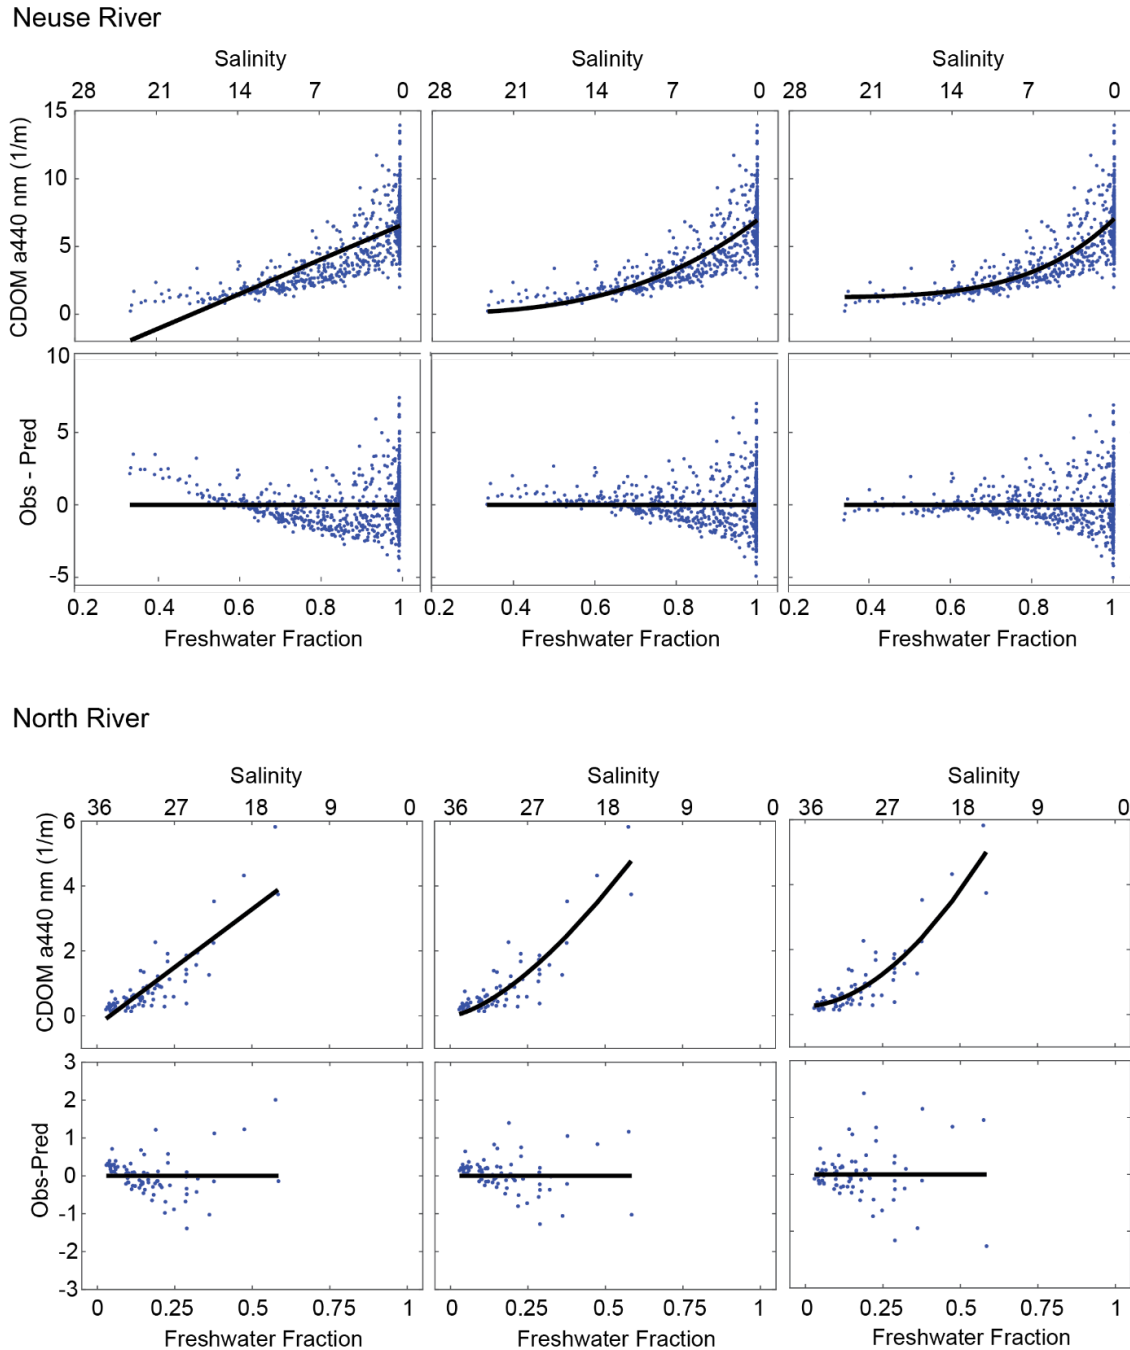 Neuse River
Salinity Salinity Salinity
28 21 14 7 0 28 21 14 7 0 28 21 14 7 0
15
10
5
0
CDOM a440 nm (1/m)
10
5
0
-5
Obs - Pred
0.2 0.4 0.6 0.8 1 0.2 0.4 0.6 0.8 1 0.2 0.4 0.6 0.8 1
Freshwater Fraction Freshwater Fraction Freshwater Fraction
North River
Salinity Salinity Salinity
36 27 18 9 0 36 27 18 9 0 36 27 18 9 0
6
4
2
0
CDOM a440 nm (1/m)
3
2
1
0
-1
-2
-3
Obs-Pred
0 0.25 0.5 0.75 1 0 0.25 0.5 0.75 1 0 0.25 0.5 0.75 1
Freshwater Fraction Freshwater Fraction Freshwater Fraction